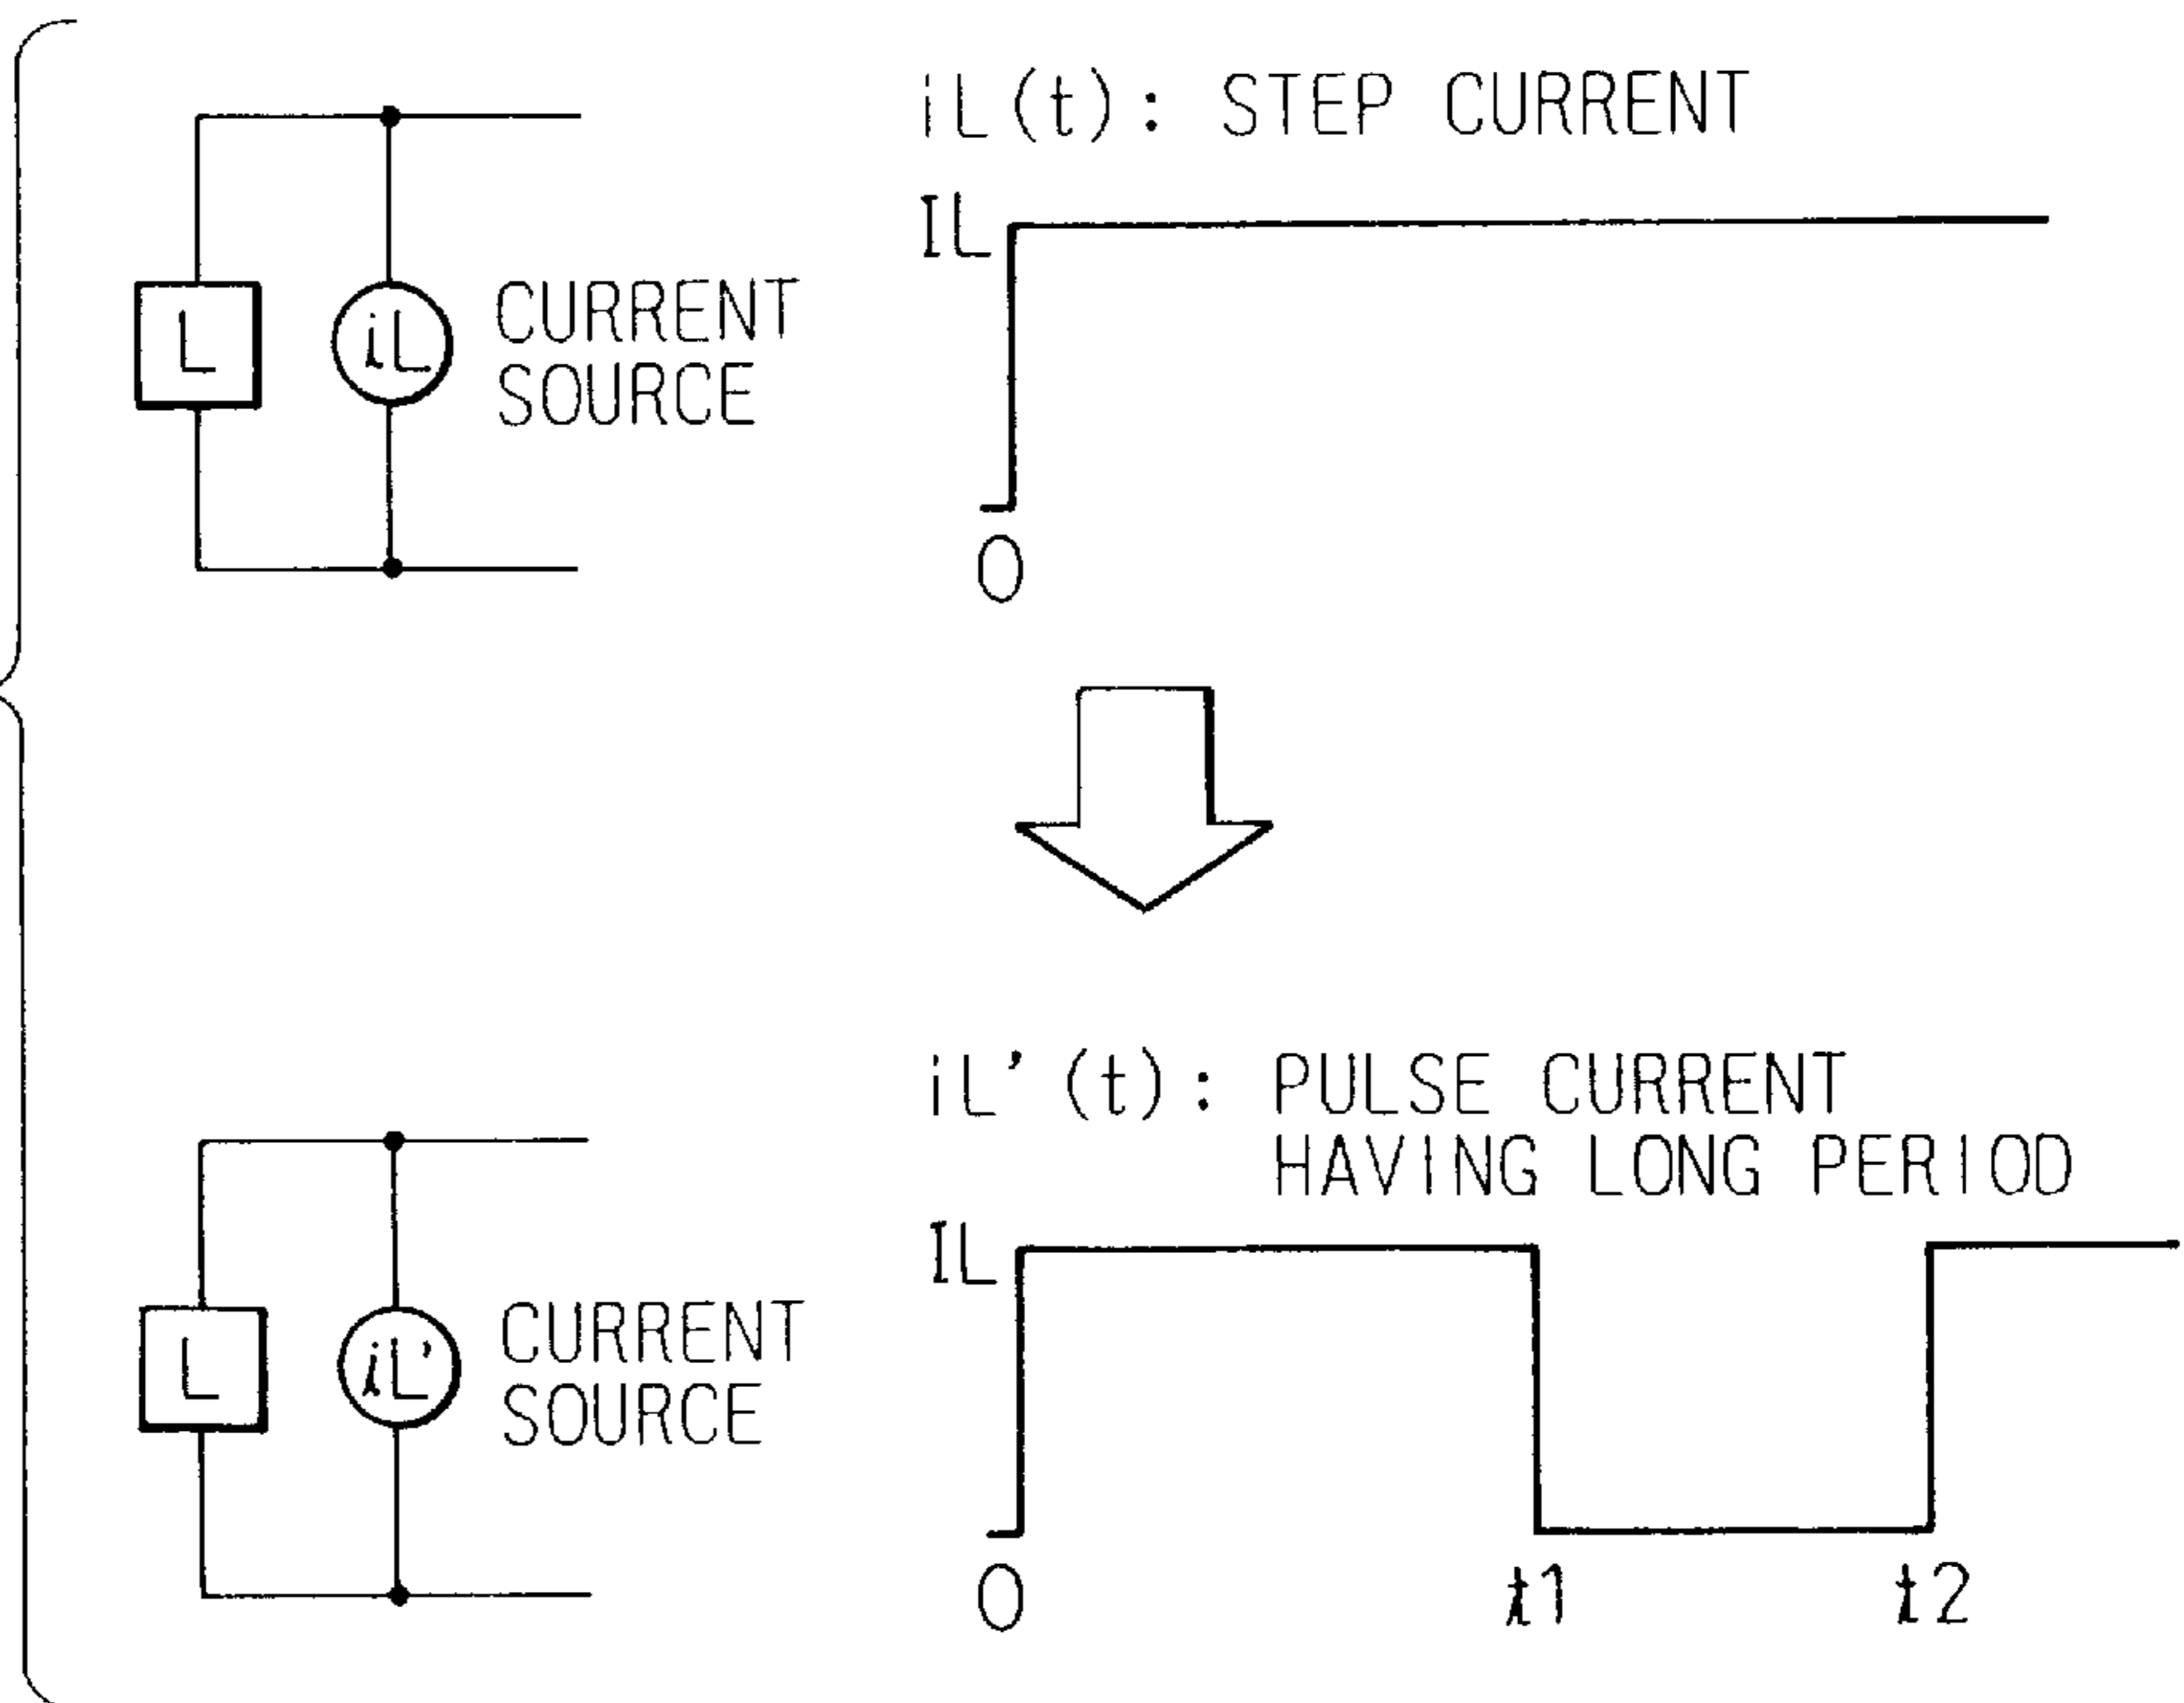 iL(t): STEP CURRENT
IL
L
iL
CURRENT
SOURCE
0
iL'(t): PULSE CURRENT
HAVING LONG PERIOD
IL
L
iL'
CURRENT
SOURCE
0
t1
t2